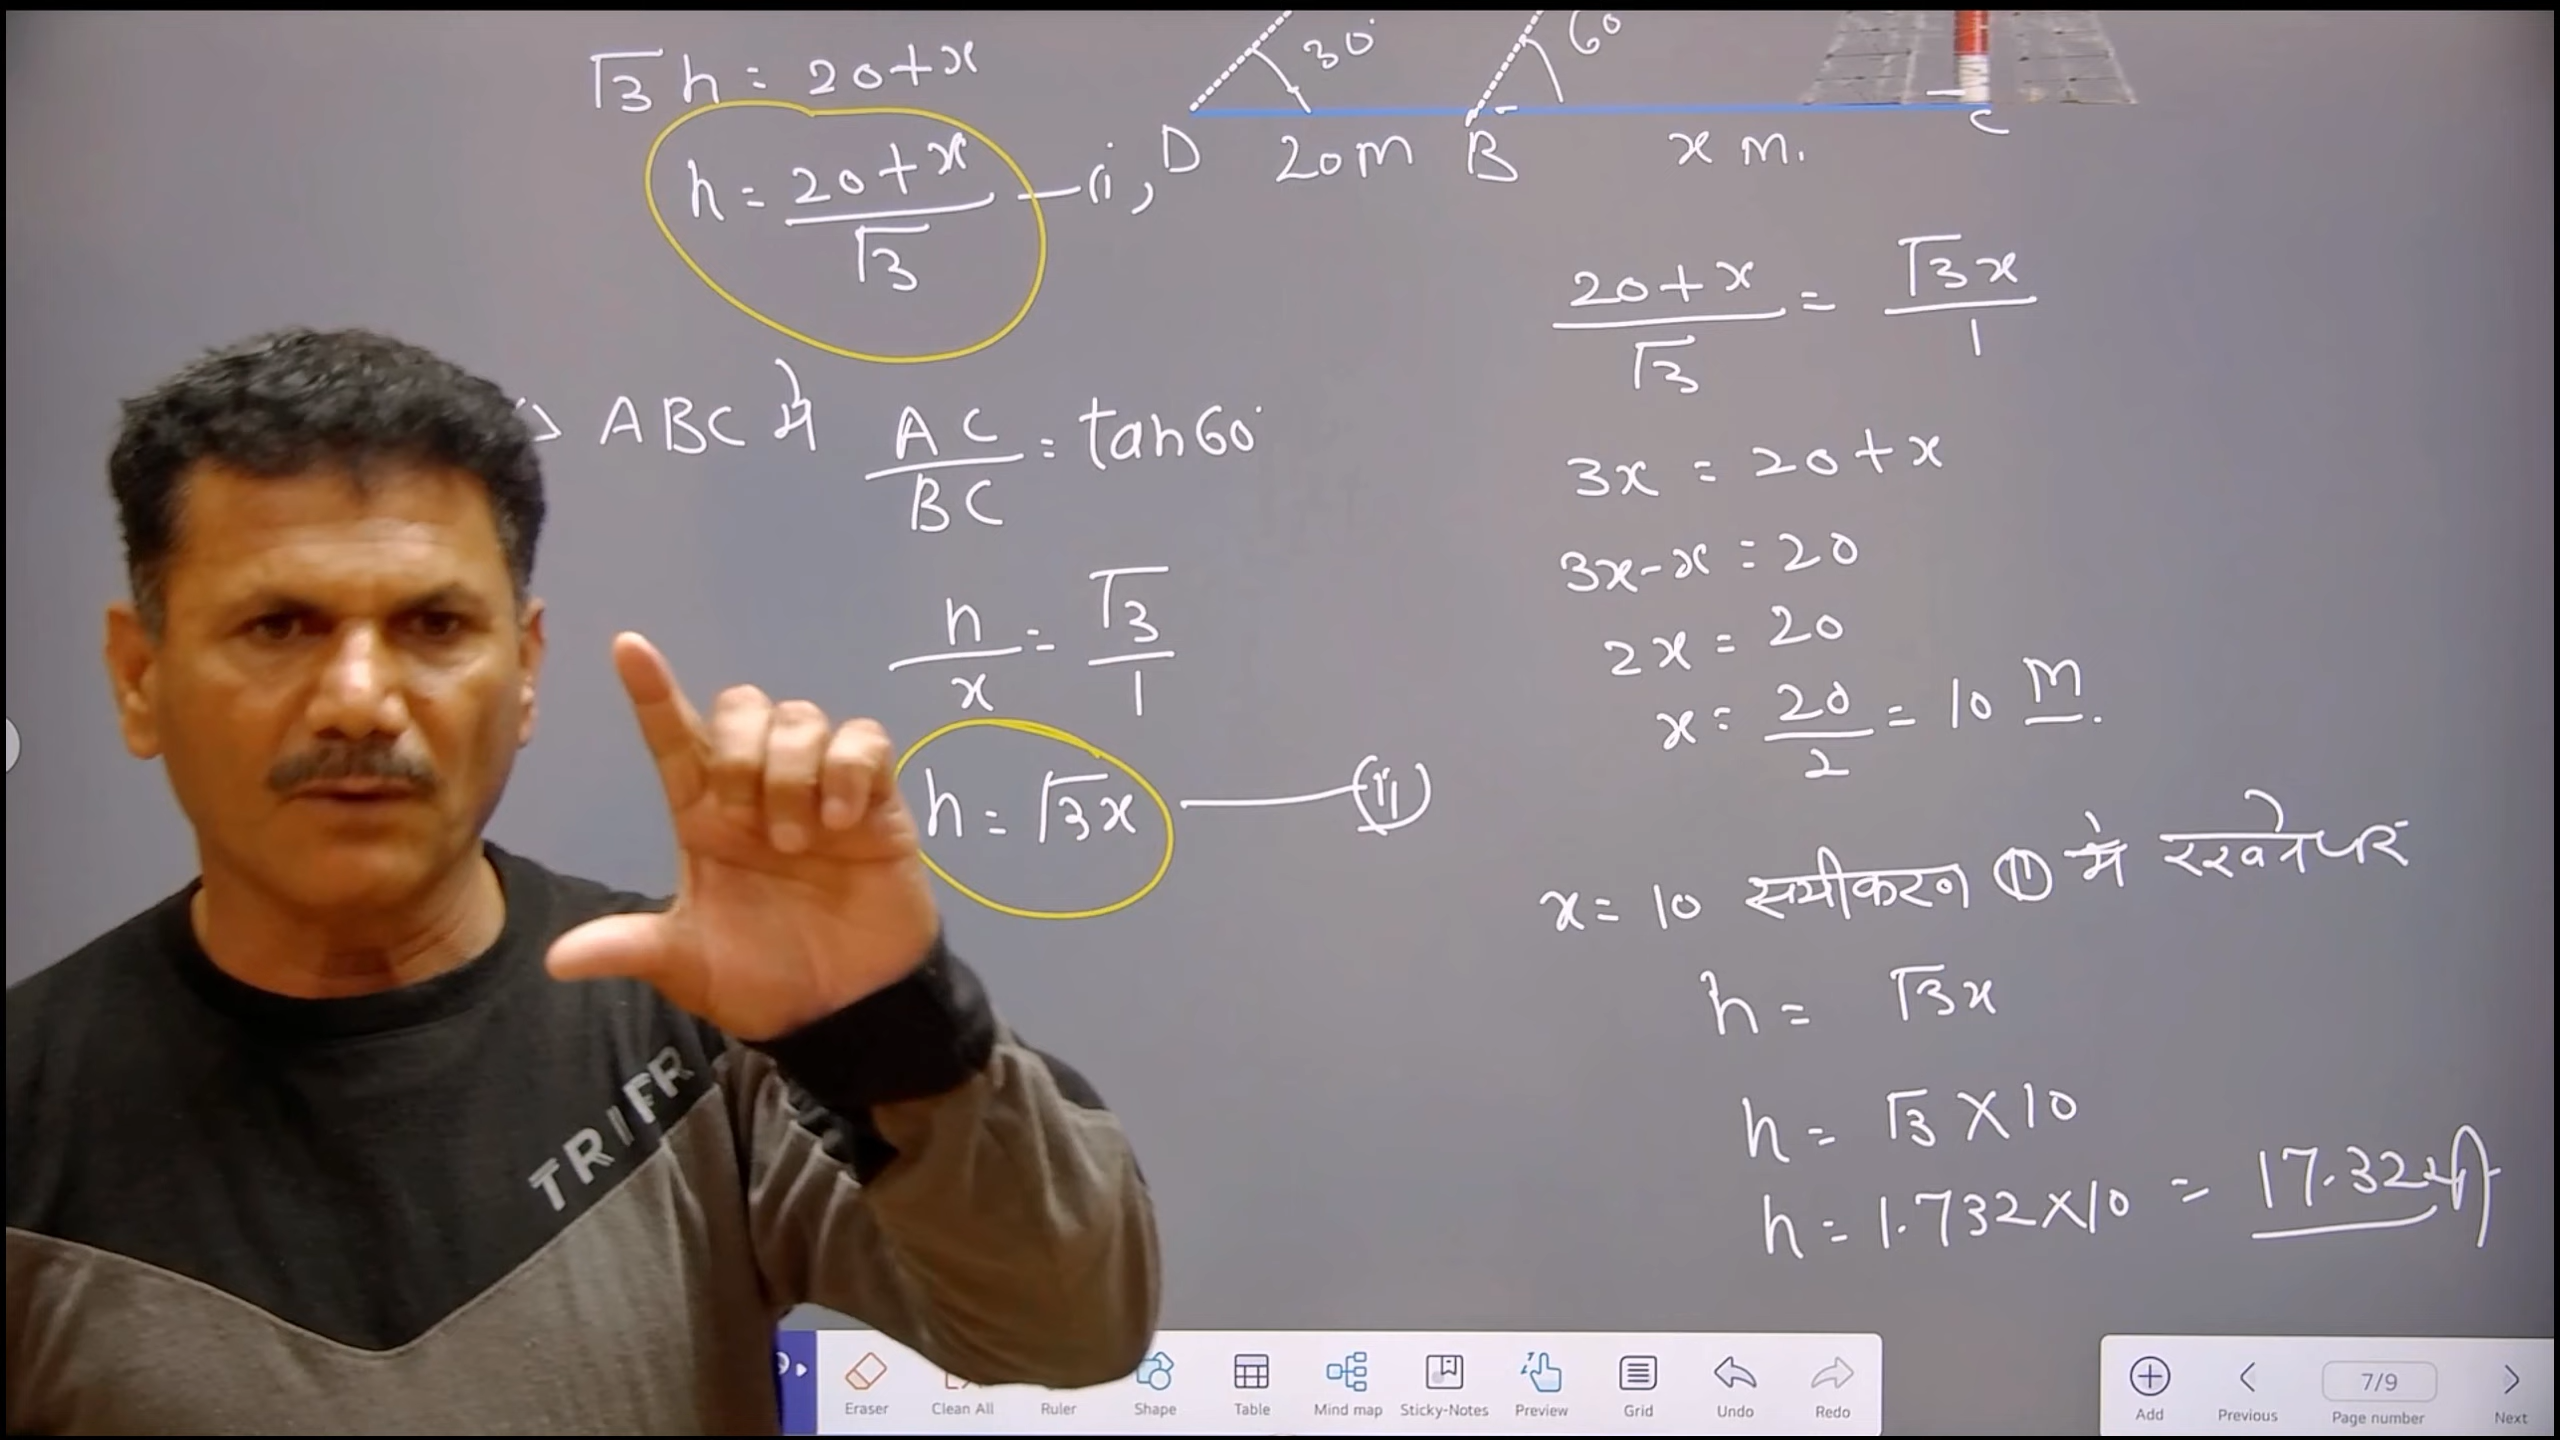 √3 h = 20+x
30°
60
h = 20+x / √3 —(i)
D 20m B x m. C
20+x / √3 = √3x / 1
△ ABC में AC / BC = tan60°
3x = 20+x
3x-x = 20
h / x = √3 / 1
2x = 20
x = 20 / 2 = 10 m.
h = √3x —(ii)
x = 10 समीकरण (ii) में रखने पर
h = √3x
h = √3 X 10
h = 1.732 X 10 = 17.32 मी
TRIFR
Eraser Clean All Ruler Shape Table Mind map Sticky-Notes Preview Grid Undo Redo
Add Previous 7/9 Page number Next